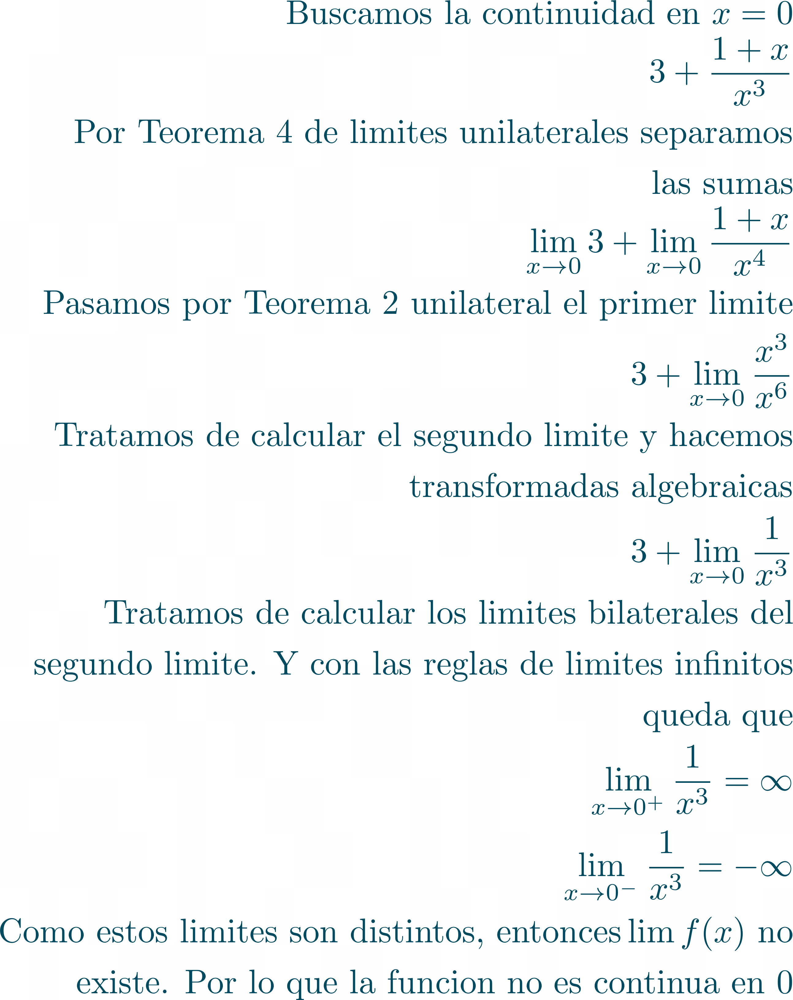 Buscamos la continuidad en $x = 0$
$3 + \frac{1+x}{x^3}$
Por Teorema 4 de limites unilaterales separamos
las sumas
$\lim_{x \to 0} 3 + \lim_{x \to 0} \frac{1+x}{x^4}$
Pasamos por Teorema 2 unilateral el primer limite
$3 + \lim_{x \to 0} \frac{x^3}{x^6}$
Tratamos de calcular el segundo limite y hacemos
transformadas algebraicas
$3 + \lim_{x \to 0} \frac{1}{x^3}$
Tratamos de calcular los limites bilaterales del
segundo limite. Y con las reglas de limites infinitos
queda que
$\lim_{x \to 0^+} \frac{1}{x^3} = \infty$
$\lim_{x \to 0^-} \frac{1}{x^3} = -\infty$
Como estos limites son distintos, entonces $\lim f(x)$ no
existe. Por lo que la funcion no es continua en 0